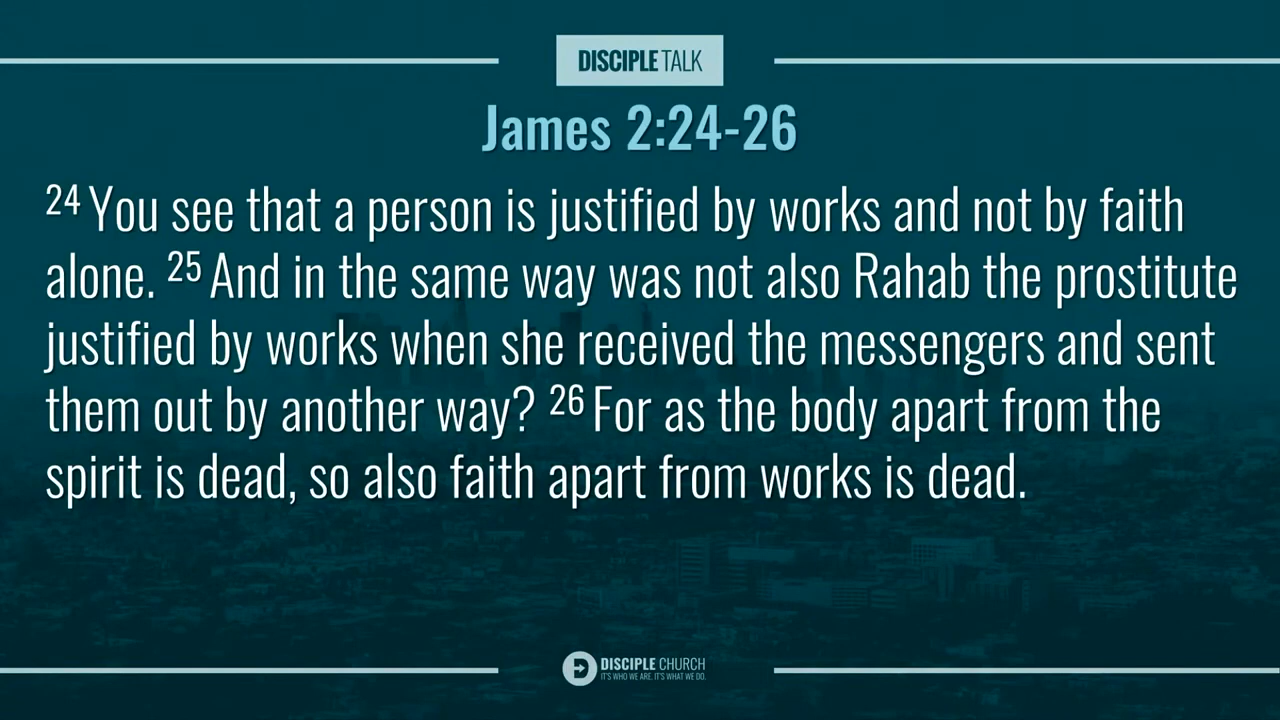 DISCIPLE TALK
James 2:24-26
24 You see that a person is justified by works and not by faith
alone. 25 And in the same way was not also Rahab the prostitute
justified by works when she received the messengers and sent
them out by another way? 26 For as the body apart from the
spirit is dead, so also faith apart from works is dead.
DISCIPLE CHURCH
IT'S WHO WE ARE. IT'S WHAT WE DO.